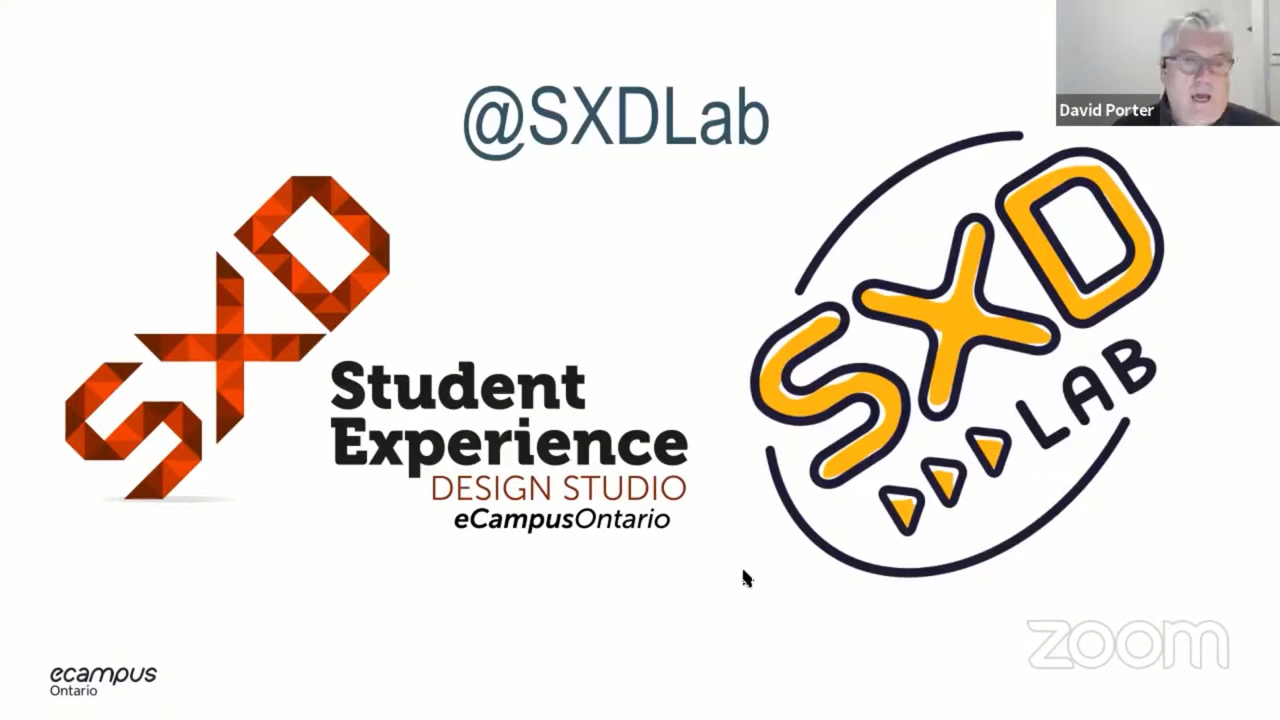 @SXDLab
David Porter
SXD
Student
Experience
DESIGN STUDIO
eCampusOntario
SXD
LAB
zoom
ecampus
Ontario